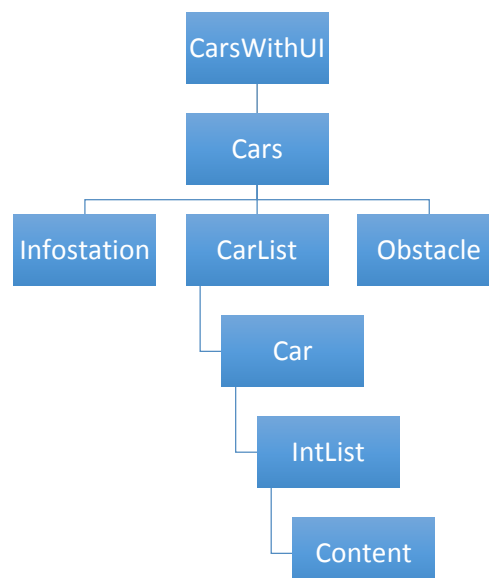 CarsWithUI
Cars
Infostation
CarList
Obstacle
Car
IntList
Content